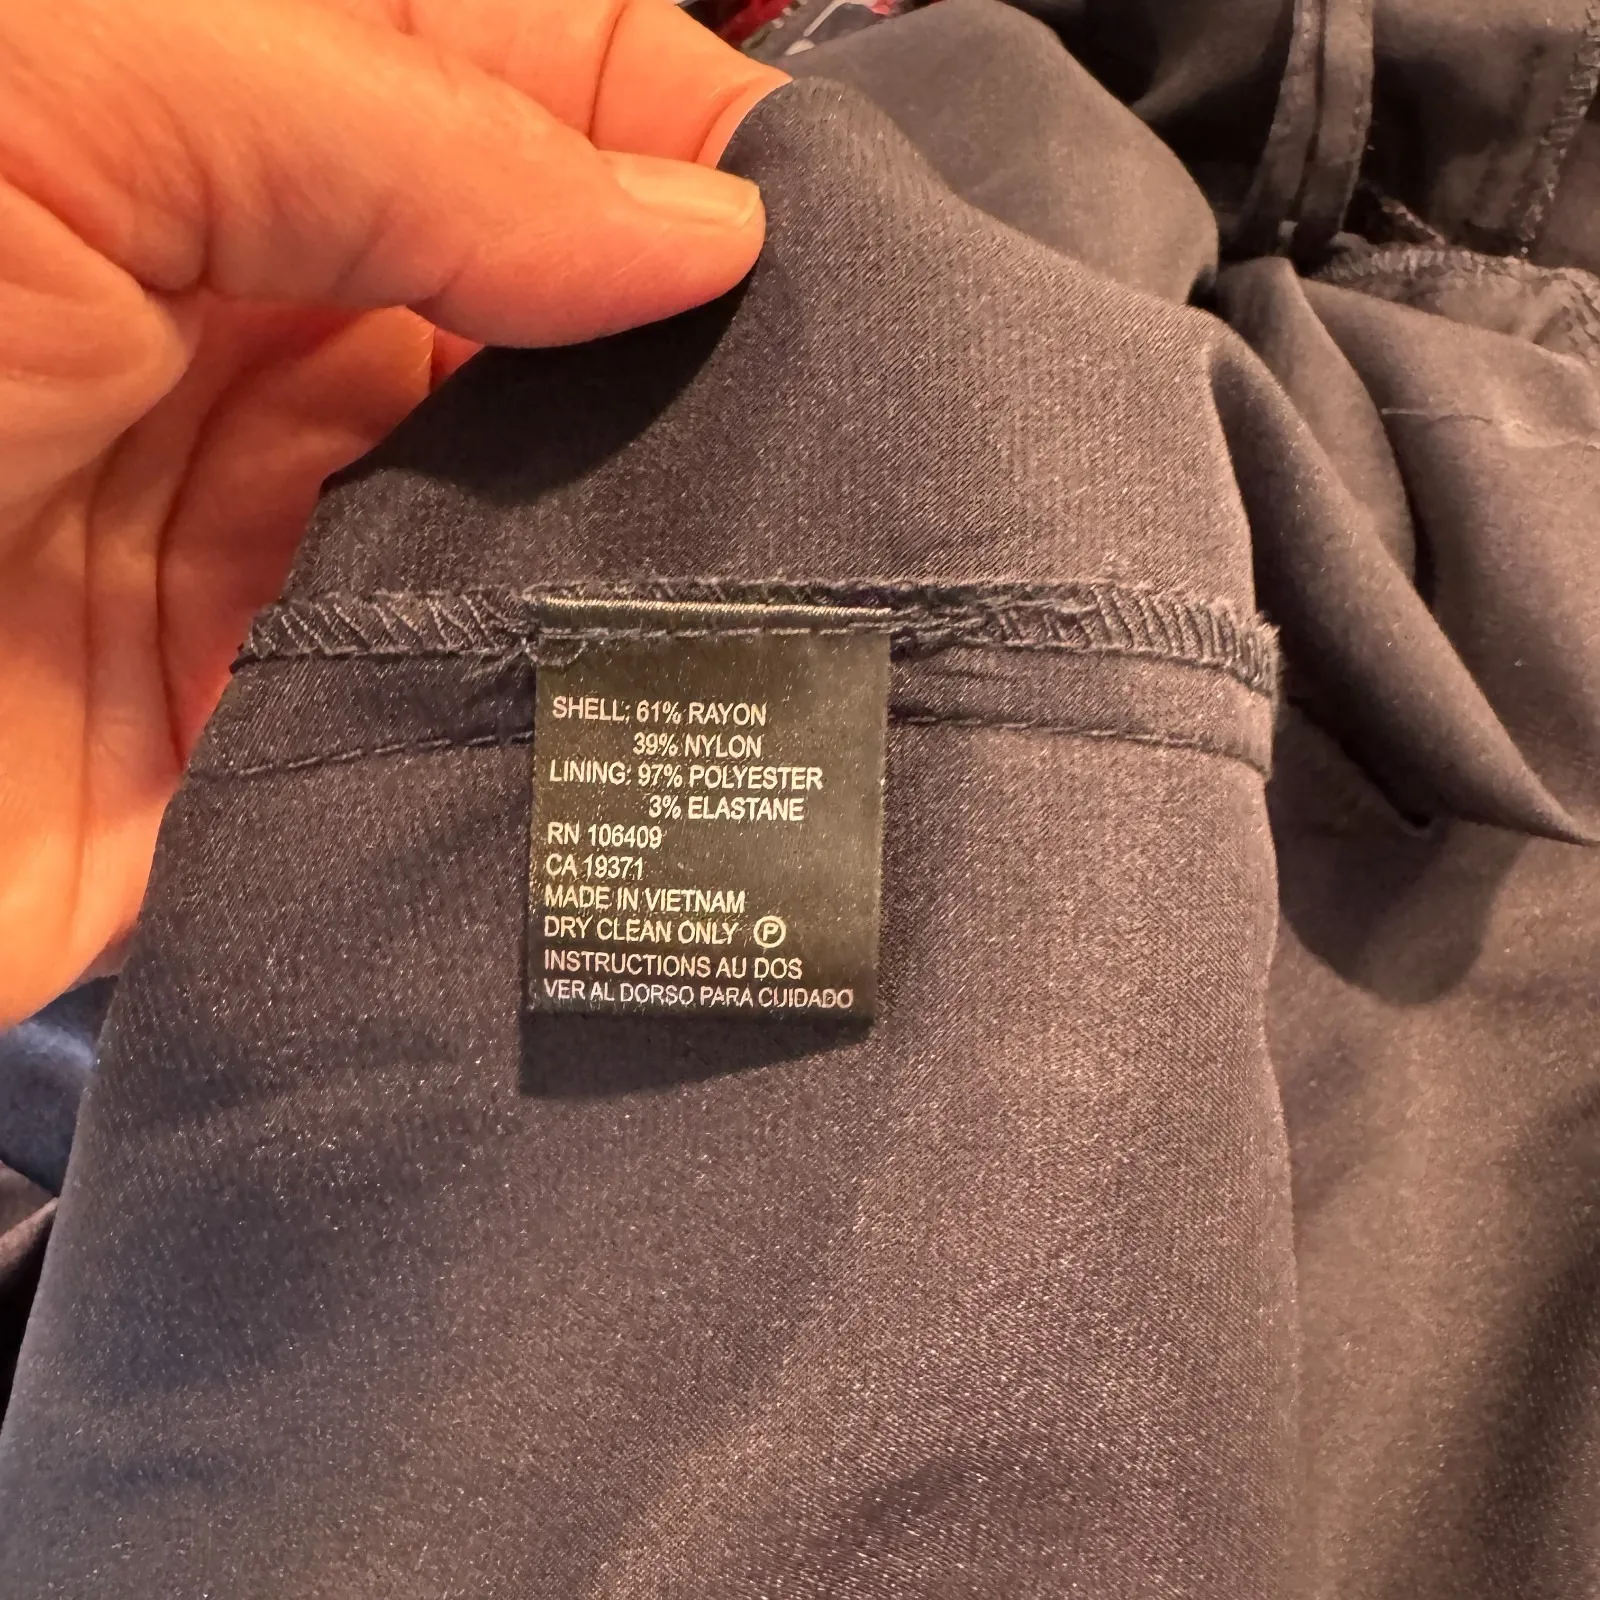 SHELL: 61% RAYON
39% NYLON
LINING: 97% POLYESTER
3% ELASTANE
RN 106409
CA 19371
MADE IN VIETNAM
DRY CLEAN ONLY Ⓟ
INSTRUCTIONS AU DOS
VER AL DORSO PARA CUIDADO